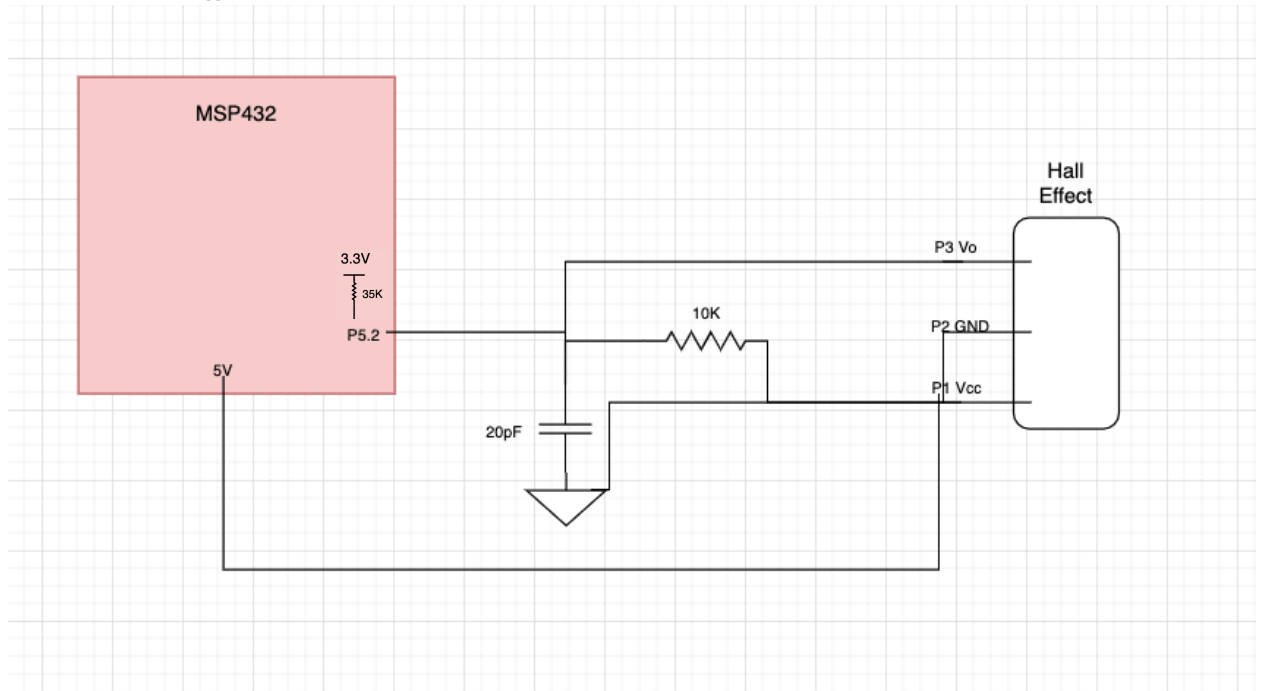 MSP432
Hall
Effect
P3 Vo
3.3V
35K
10K
P2 GND
P5.2
5V
P1 Vcc
20pF